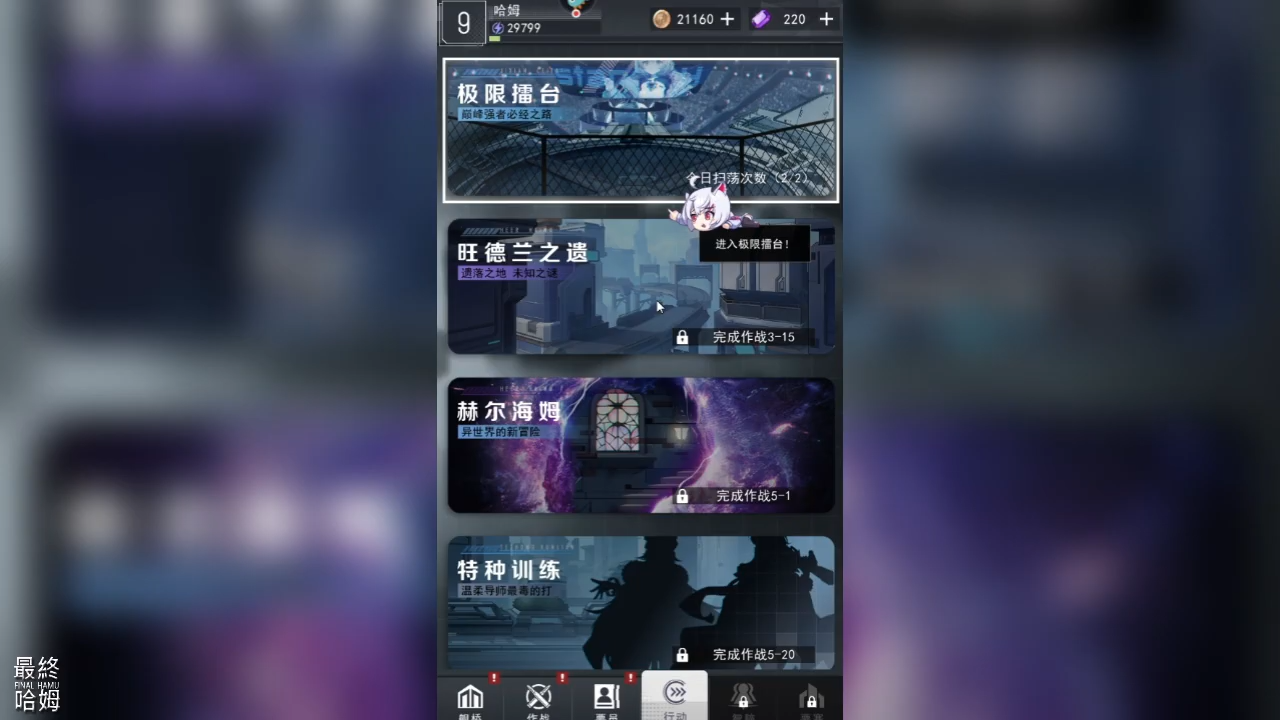 9
哈姆
29799
21160
220
极限擂台
巅峰强者必经之路
今日扫荡次数（2/2）
进入极限擂台！
旺德兰之遗
遗落之地 未知之谜
完成作战3-15
赫尔海姆
异世界的新冒险
完成作战5-1
特种训练
温柔导师最毒的打
完成作战5-20
行动
最終
FINAL HAMU
哈姆